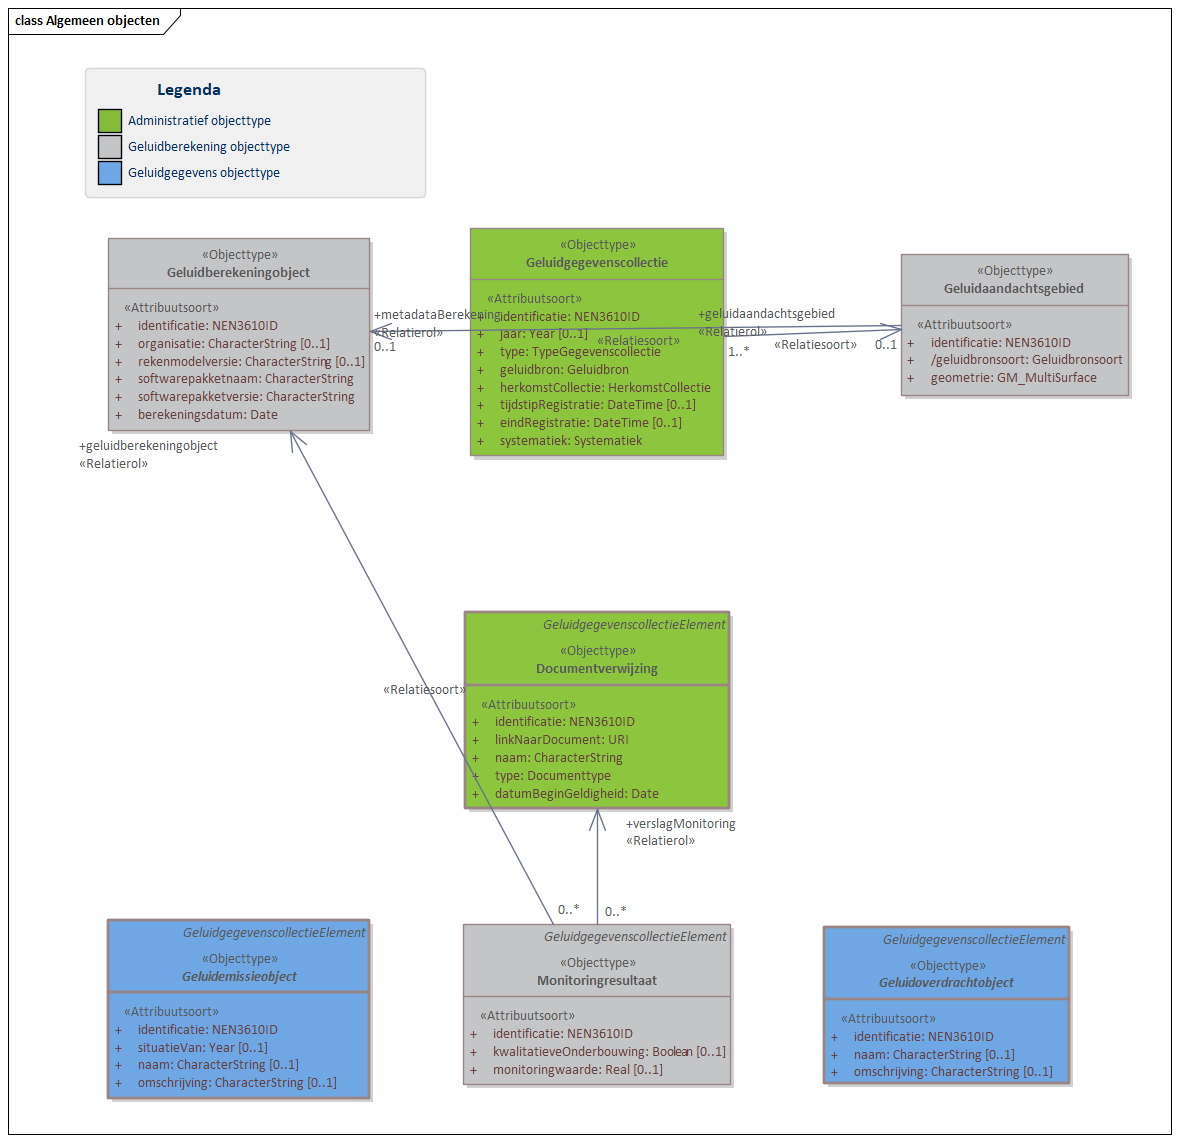 class Algemeen objecten
Legenda
Administratief objecttype
Geluidberekening objecttype
Geluidgegevens objecttype
«Objecttype»
Geluidberekeningobject
«Attribuutsoort»
+ identificatie: NEN3610ID
+ organisatie: CharacterString [0..1]
+ rekenmodelversie: CharacterString [0..1]
+ softwarepakketnaam: CharacterString
+ softwarepakketversie: CharacterString
+ berekeningsdatum: Date
«Objecttype»
Geluidgegevenscollectie
«Attribuutsoort»
+ identificatie: NEN3610ID
+ jaar: Year [0..1]
+ type: TypeGegevenscollectie
+ geluidbron: Geluidbron
+ herkomstCollectie: HerkomstCollectie
+ tijdstipRegistratie: DateTime [0..1]
+ eindRegistratie: DateTime [0..1]
+ systematiek: Systematiek
«Objecttype»
Geluidaandachtsgebied
«Attribuutsoort»
+ identificatie: NEN3610ID
+ /geluidbronsoort: Geluidbronsoort
+ geometrie: GM_MultiSurface
+metadataBerekening
«Relatierol»
0..1
«Relatiesoort»
+geluidaandachtsgebied
«Relatierol»
1..*
«Relatiesoort»
0..1
+geluidberekeningobject
«Relatierol»
«Relatiesoort»
GeluidgegevenscollectieElement
«Objecttype»
Documentverwijzing
«Attribuutsoort»
+ identificatie: NEN3610ID
+ linkNaarDocument: URI
+ naam: CharacterString
+ type: Documenttype
+ datumBeginGeldigheid: Date
+verslagMonitoring
«Relatierol»
0..*
0..*
GeluidgegevenscollectieElement
«Objecttype»
Geluidemissieobject
«Attribuutsoort»
+ identificatie: NEN3610ID
+ situatieVan: Year [0..1]
+ naam: CharacterString [0..1]
+ omschrijving: CharacterString [0..1]
GeluidgegevenscollectieElement
«Objecttype»
Monitoringresultaat
«Attribuutsoort»
+ identificatie: NEN3610ID
+ kwalitatieveOnderbouwing: Boolean [0..1]
+ monitoringwaarde: Real [0..1]
GeluidgegevenscollectieElement
«Objecttype»
Geluidoverdrachtobject
«Attribuutsoort»
+ identificatie: NEN3610ID
+ naam: CharacterString [0..1]
+ omschrijving: CharacterString [0..1]